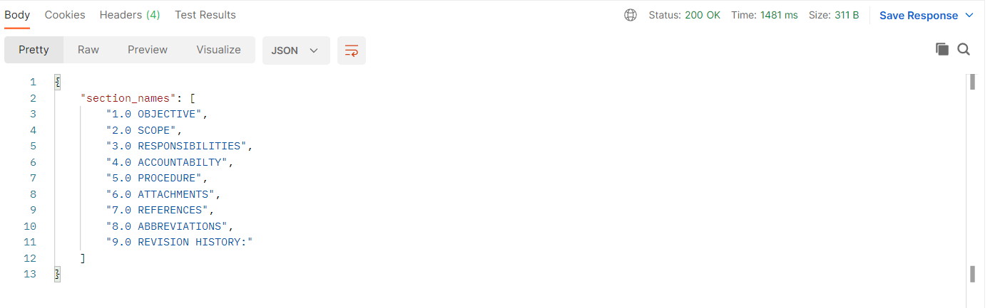 Body Cookies Headers (4) Test Results Status: 200 OK Time: 1481 ms Size: 311 B Save Response
Pretty Raw Preview Visualize JSON
1 {
2 "section_names": [
3 "1.0 OBJECTIVE",
4 "2.0 SCOPE",
5 "3.0 RESPONSIBILITIES",
6 "4.0 ACCOUNTABILTY",
7 "5.0 PROCEDURE",
8 "6.0 ATTACHMENTS",
9 "7.0 REFERENCES",
10 "8.0 ABBREVIATIONS",
11 "9.0 REVISION HISTORY:"
12 ]
13 }